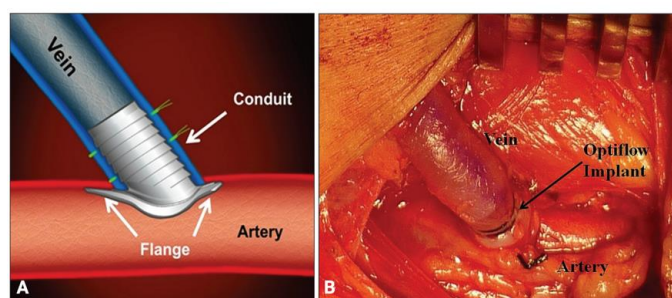 Vein
Conduit
Flange
Artery
A
Vein
Optiflow
Implant
Artery
B